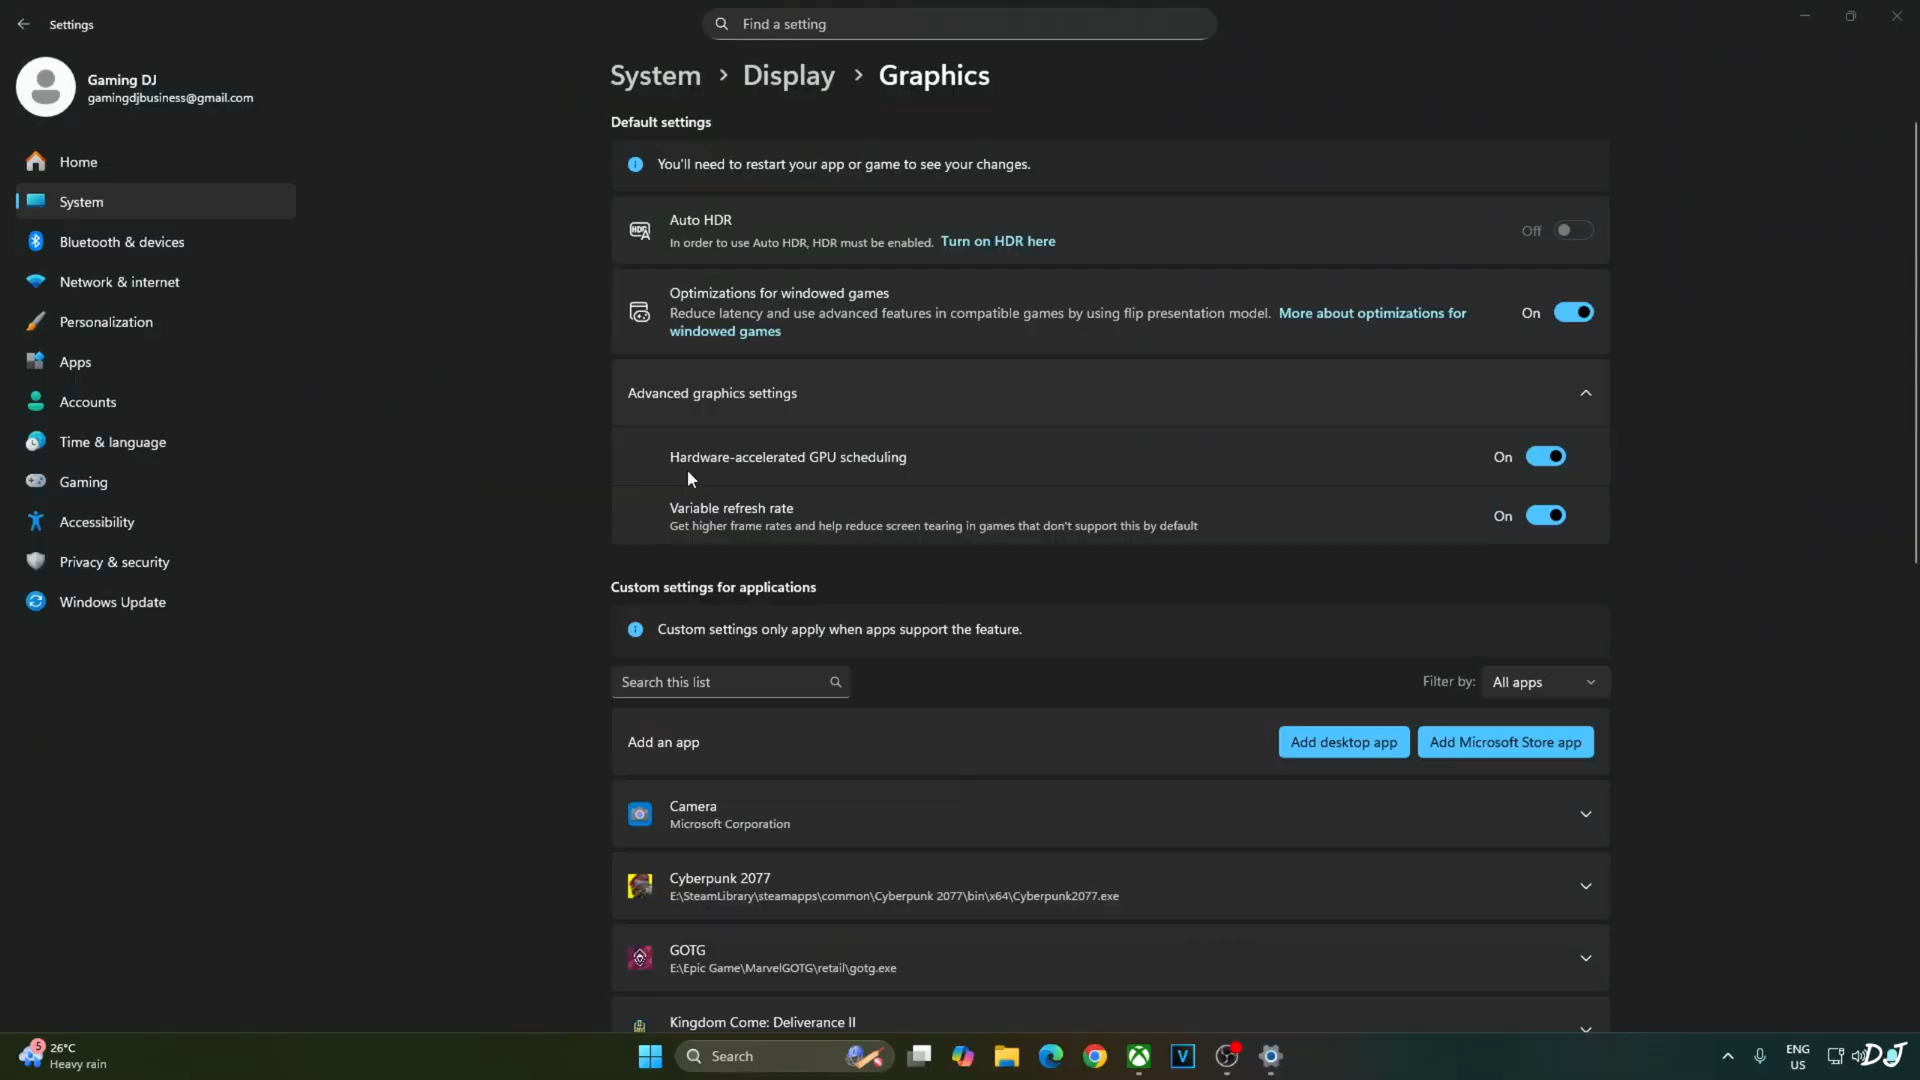 Settings
Find a setting
Gaming DJ
gamingdjbusiness@gmail.com
Home
System
Bluetooth & devices
Network & internet
Personalization
Apps
Accounts
Time & language
Gaming
Accessibility
Privacy & security
Windows Update
System > Display > Graphics
Default settings
You'll need to restart your app or game to see your changes.
Auto HDR
In order to use Auto HDR, HDR must be enabled. Turn on HDR here
Off
Optimizations for windowed games
Reduce latency and use advanced features in compatible games by using flip presentation model. More about optimizations for
windowed games
On
Advanced graphics settings
Hardware-accelerated GPU scheduling
On
Variable refresh rate
Get higher frame rates and help reduce screen tearing in games that don't support this by default
On
Custom settings for applications
Custom settings only apply when apps support the feature.
Search this list
Filter by: All apps
Add an app
Add desktop app
Add Microsoft Store app
Camera
Microsoft Corporation
Cyberpunk 2077
E:\SteamLibrary\steamapps\common\Cyberpunk 2077\bin\x64\Cyberpunk2077.exe
GOTG
E:\Epic Game\MarvelGOTG\retail\gotg.exe
Kingdom Come: Deliverance II
5
26°C
Heavy rain
Search
V
ENG
US
DJ